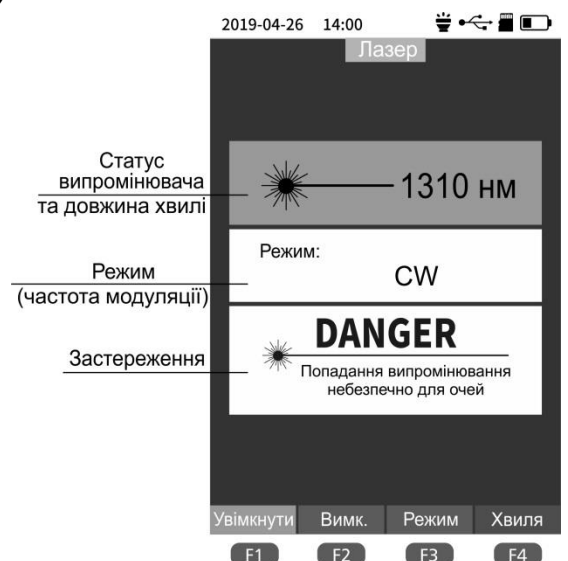 2019-04-26 14:00
Лазер
Статус
випромінювача
та довжина хвилі
1310 нм
Режим
(частота модуляції)
Режим:
CW
Застереження
DANGER
Попадання випромінювання
небезпечно для очей
Увімкнути Вимк. Режим Хвиля
F1 F2 F3 F4